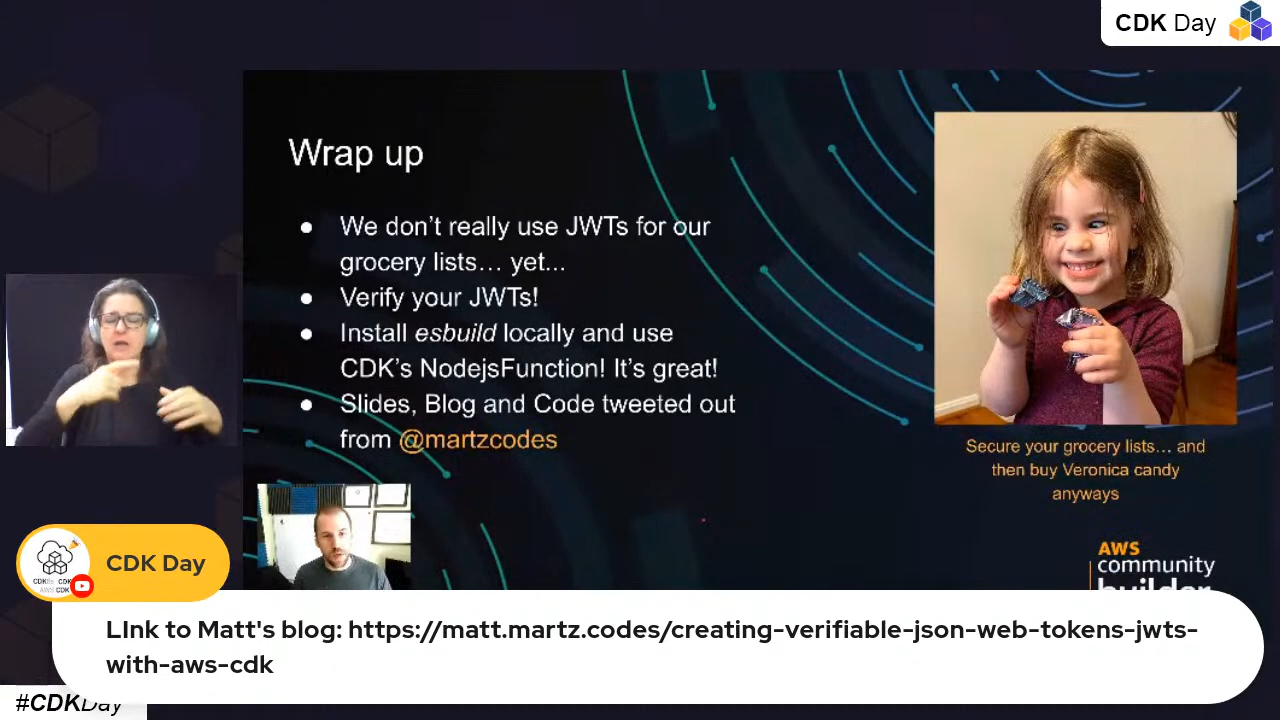 CDK Day
Wrap up
● We don't really use JWTs for our
grocery lists… yet...
● Verify your JWTs!
● Install esbuild locally and use
CDK's NodejsFunction! It's great!
● Slides, Blog and Code tweeted out
from @martzcodes
Secure your grocery lists… and
then buy Veronica candy
anyways
AWS
community
builder
CDK Day
LInk to Matt's blog: https://matt.martz.codes/creating-verifiable-json-web-tokens-jwts-
with-aws-cdk
#CDKDay